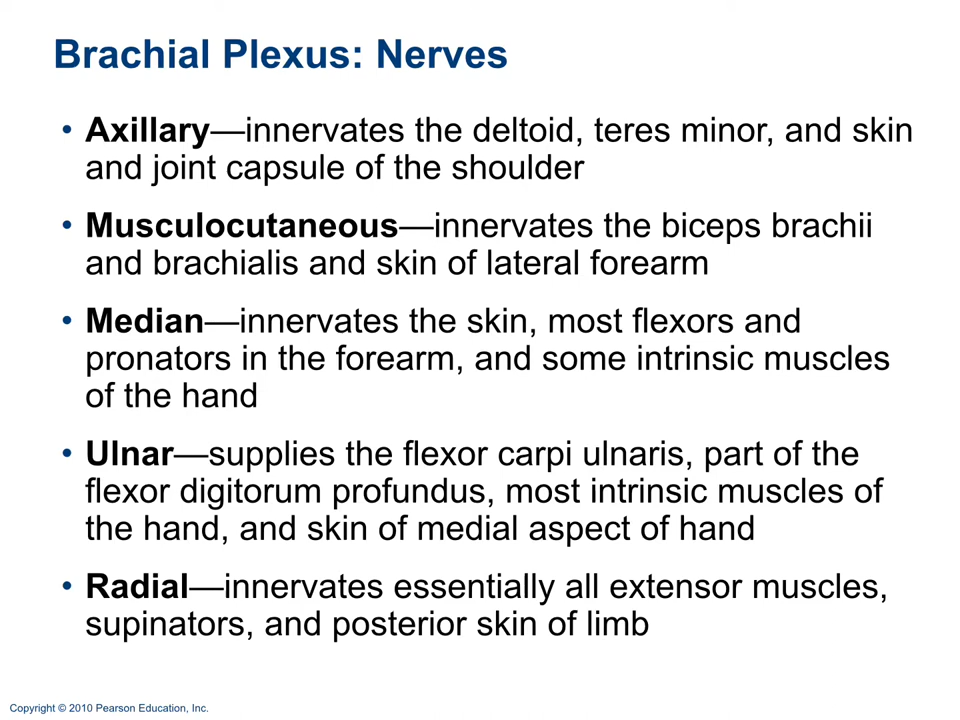 Brachial Plexus: Nerves
• Axillary—innervates the deltoid, teres minor, and skin
and joint capsule of the shoulder
• Musculocutaneous—innervates the biceps brachii
and brachialis and skin of lateral forearm
• Median—innervates the skin, most flexors and
pronators in the forearm, and some intrinsic muscles
of the hand
• Ulnar—supplies the flexor carpi ulnaris, part of the
flexor digitorum profundus, most intrinsic muscles of
the hand, and skin of medial aspect of hand
• Radial—innervates essentially all extensor muscles,
supinators, and posterior skin of limb
Copyright © 2010 Pearson Education, Inc.